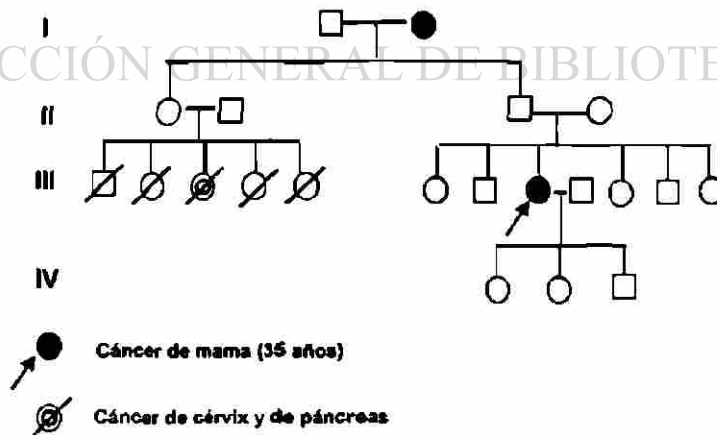 I
CCIÓN GENERAL DE BIBLIOTE
II
III
IV
Cáncer de mama (35 años)
Cáncer de cérvix y de páncreas